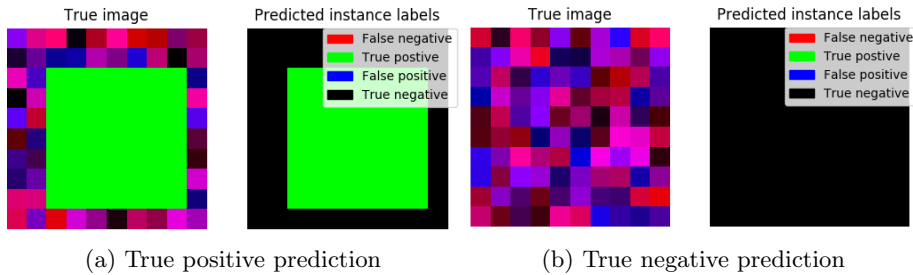 True image
Predicted instance labels
False negative
True postive
False positive
True negative
True image
Predicted instance labels
False negative
True postive
False positive
True negative
(a) True positive prediction
(b) True negative prediction